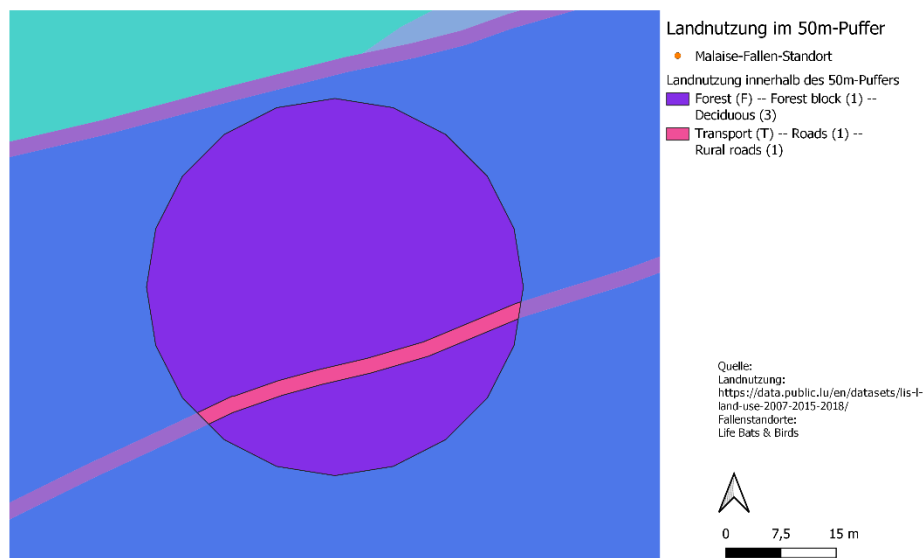 Landnutzung im 50m-Puffer
Malaise-Fallen-Standort
Landnutzung innerhalb des 50m-Puffers
Forest (F) -- Forest block (1) --
Deciduous (3)
Transport (T) -- Roads (1) --
Rural roads (1)
Quelle:
Landnutzung:
https://data.public.lu/en/datasets/lis-l-
land-use-2007-2015-2018/
Fallenstandorte:
Life Bats & Birds
0 7,5 15 m